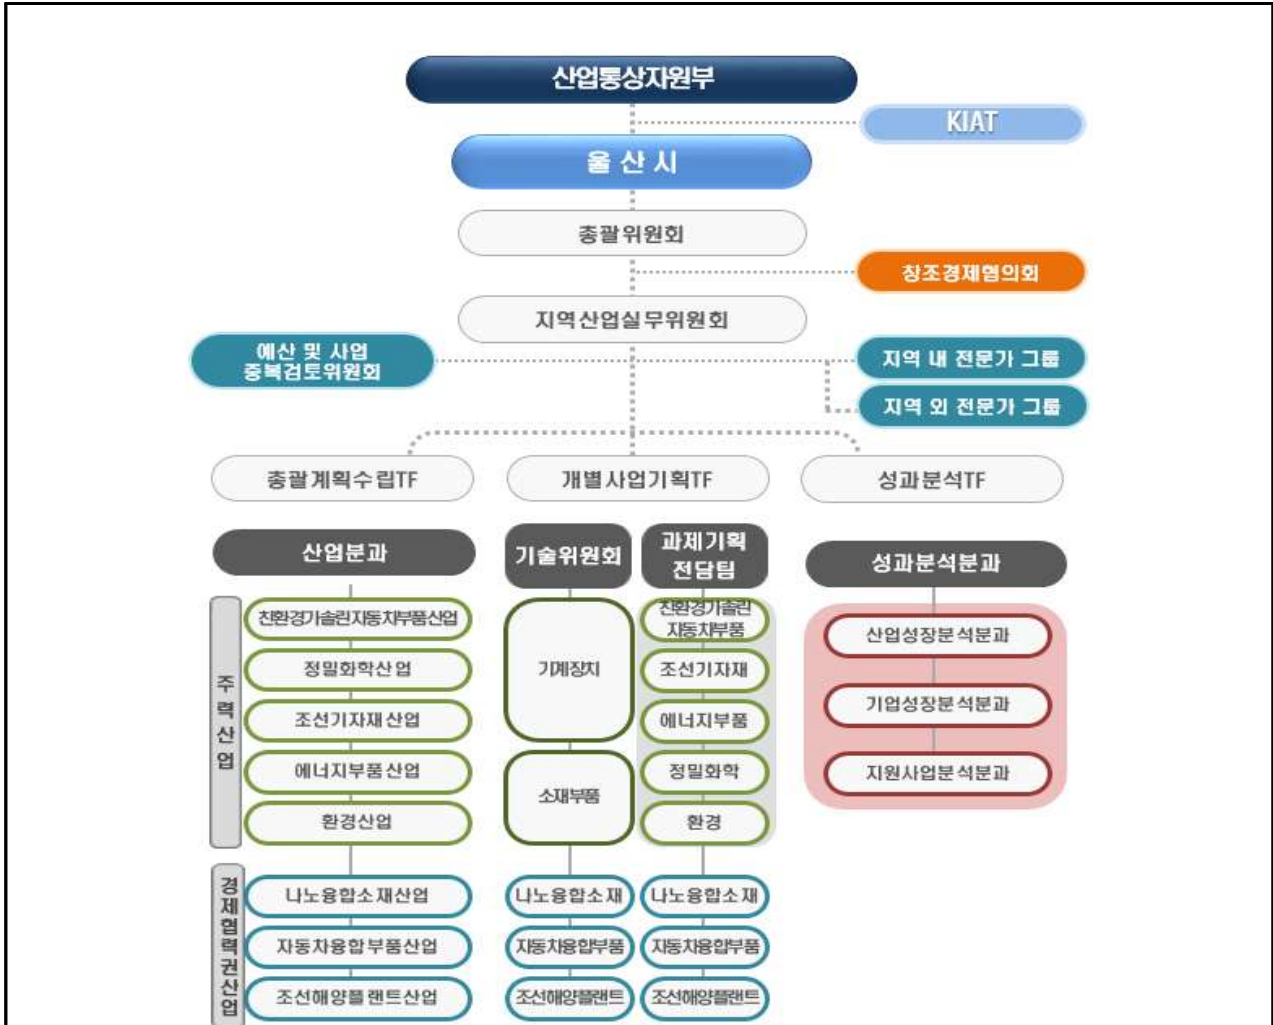 산업통상자원부
KIAT
울 산 시
총괄위원회
창조경제협의회
지역산업실무위원회
예산 및 사업
중복검토위원회
지역 내 전문가 그룹
지역 외 전문가 그룹
총괄계획수립TF
개별사업기획TF
성과분석TF
산업분과
기술위원회
과제기획
전담팀
성과분석분과
주력산업
친환경가솔린자동차부품산업
정밀화학산업
조선기자재산업
에너지부품산업
환경산업
기계장치
소재부품
친환경가솔린
자동차부품
조선기자재
에너지부품
정밀화학
환경
산업성장분석분과
기업성장분석분과
지원사업분석분과
경제협력권산업
나노융합소재산업
자동차융합부품산업
조선해양플랜트산업
나노융합소재
자동차융합부품
조선해양플랜트
나노융합소재
자동차융합부품
조선해양플랜트